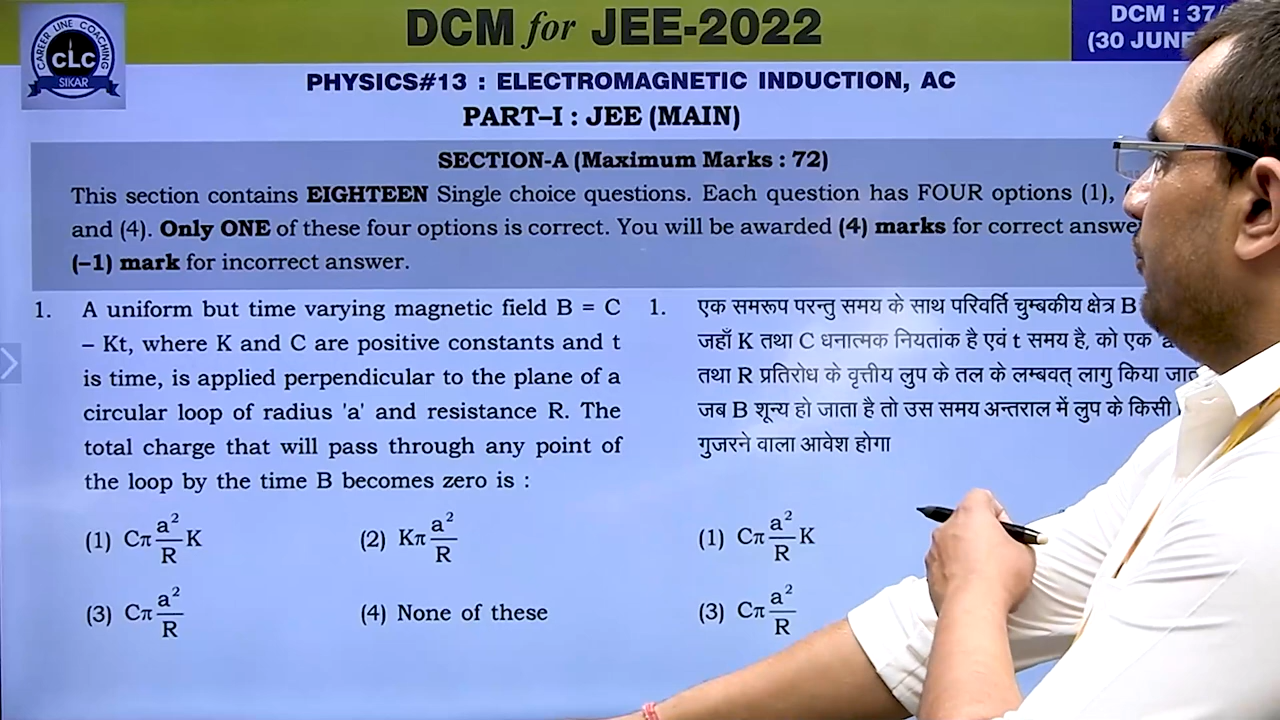 DCM for JEE-2022
DCM : 37/
(30 JUNE
CAREER LINE COACHING
CLC
SIKAR
PHYSICS#13 : ELECTROMAGNETIC INDUCTION, AC
PART–I : JEE (MAIN)
SECTION-A (Maximum Marks : 72)
This section contains EIGHTEEN Single choice questions. Each question has FOUR options (1),
and (4). Only ONE of these four options is correct. You will be awarded (4) marks for correct
(–1) mark for incorrect answer.
1. A uniform but time varying magnetic field B = C
– Kt, where K and C are positive constants and t
is time, is applied perpendicular to the plane of a
circular loop of radius 'a' and resistance R. The
total charge that will pass through any point of
the loop by the time B becomes zero is :
(1) Cπ a²/R K (2) Kπ a²/R
(3) Cπ a²/R (4) None of these
1. एक समरूप परन्तु समय के साथ परिवर्ति चुम्बकीय क्षेत्र B
जहाँ K तथा C धनात्मक नियतांक है एवं t समय है, को एक
तथा R प्रतिरोध के वृत्तीय लुप के तल के लम्बवत् लागु किया
जब B शून्य हो जाता है तो उस समय अन्तराल में लुप के किसी
गुजरने वाला आवेश होगा
(1) Cπ a²/R K
(3) Cπ a²/R